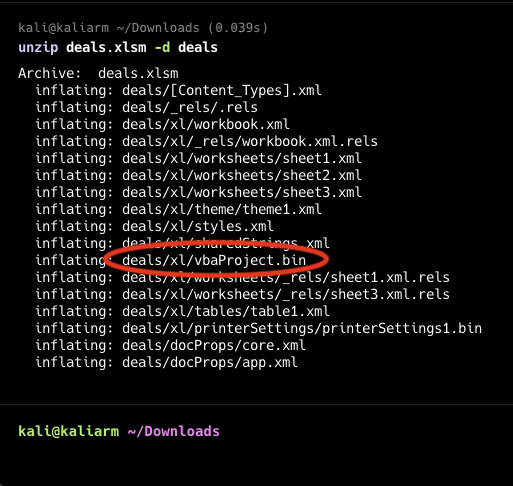 kali@kaliarm ~/Downloads (0.039s)
unzip deals.xlsm -d deals
Archive:  deals.xlsm
inflating: deals/[Content_Types].xml
inflating: deals/_rels/.rels
inflating: deals/xl/workbook.xml
inflating: deals/xl/_rels/workbook.xml.rels
inflating: deals/xl/worksheets/sheet1.xml
inflating: deals/xl/worksheets/sheet2.xml
inflating: deals/xl/worksheets/sheet3.xml
inflating: deals/xl/theme/theme1.xml
inflating: deals/xl/styles.xml
inflating: deals/xl/sharedStrings.xml
inflating: deals/xl/vbaProject.bin
inflating: deals/xl/worksheets/_rels/sheet1.xml.rels
inflating: deals/xl/worksheets/_rels/sheet3.xml.rels
inflating: deals/xl/tables/table1.xml
inflating: deals/xl/printerSettings/printerSettings1.bin
inflating: deals/docProps/core.xml
inflating: deals/docProps/app.xml
kali@kaliarm ~/Downloads